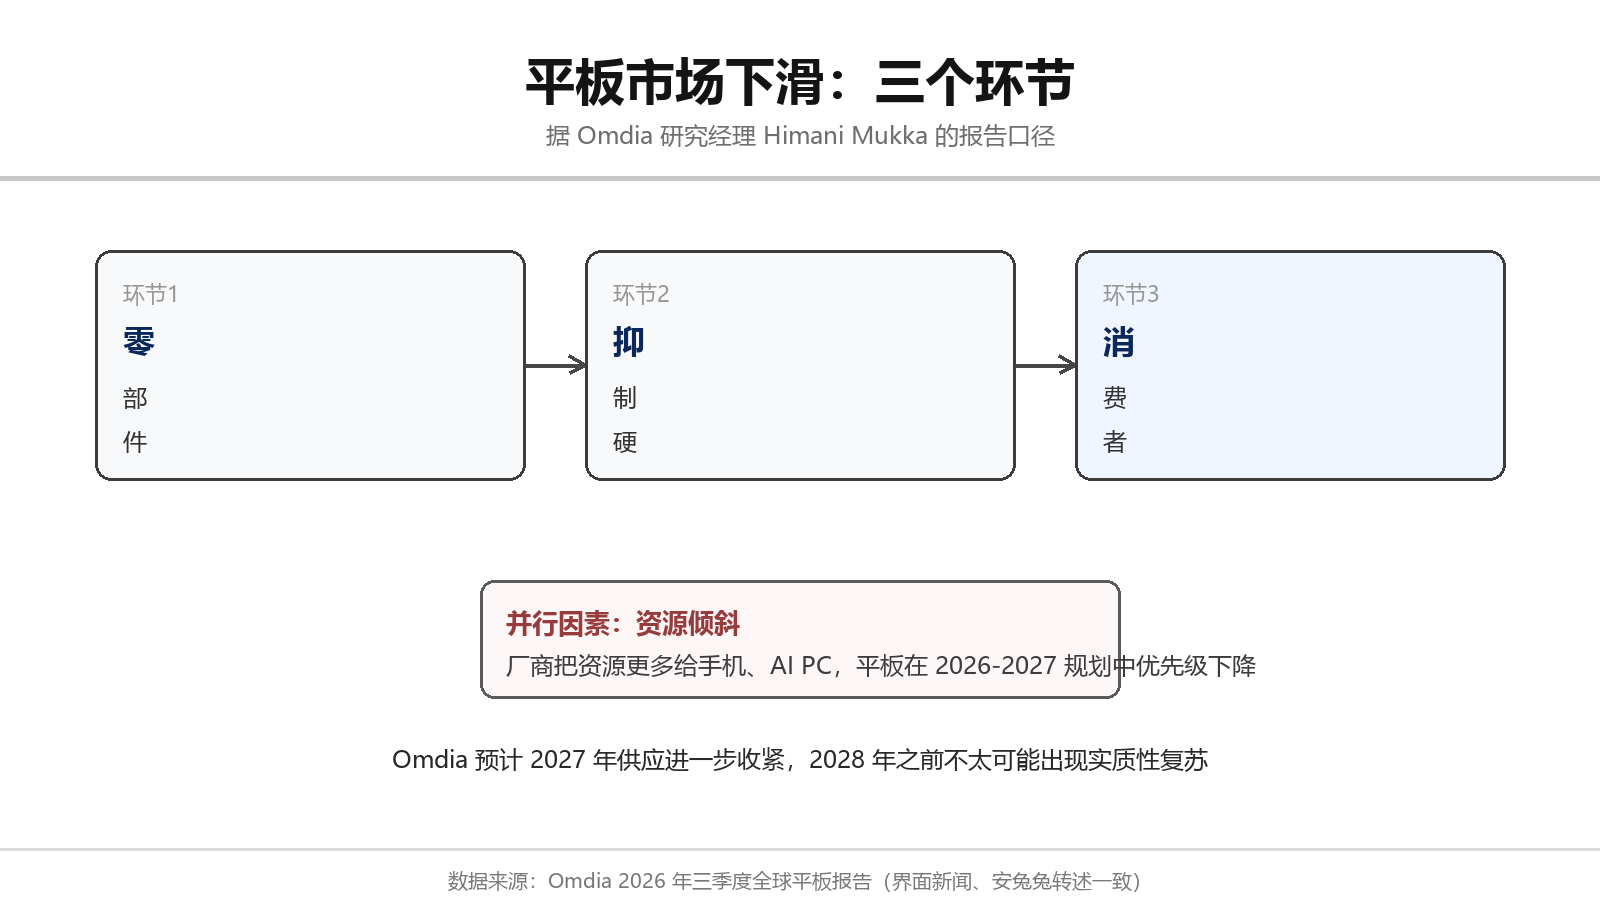 平板市场下滑：三个环节
据 Omdia 研究经理 Himani Mukka 的报告口径
环节1
零
部
件
环节2
抑
制
硬
环节3
消
费
者
并行因素：资源倾斜
厂商把资源更多给手机、AI PC，平板在 2026-2027 规划中优先级下降
Omdia 预计 2027 年供应进一步收紧，2028 年之前不太可能出现实质性复苏
数据来源：Omdia 2026 年三季度全球平板报告（界面新闻、安兔兔转述一致）